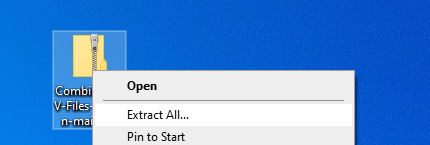 Combi
V-Files-
n-mai
Open
Extract All...
Pin to Start